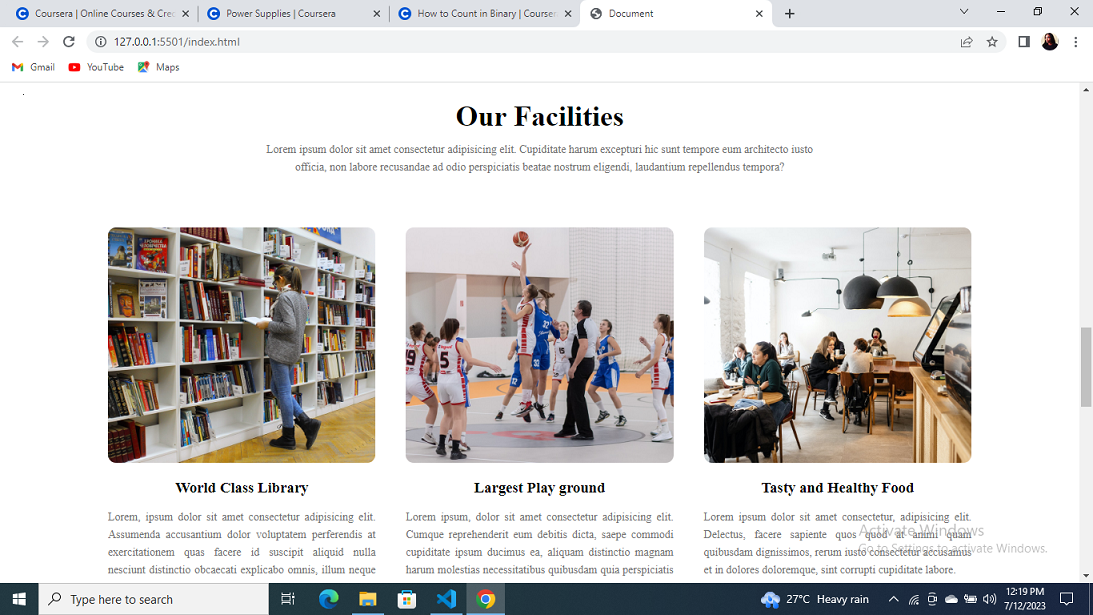 Coursera | Online Courses & Cred
Power Supplies | Coursera
How to Count in Binary | Courser
Document
127.0.0.1:5501/index.html
Gmail
YouTube
Maps
Our Facilities
Lorem ipsum dolor sit amet consectetur adipisicing elit. Cupiditate harum excepturi hic sunt tempore eum architecto iusto
officia, non labore recusandae ad odio perspiciatis beatae nostrum eligendi, laudantium repellendus tempora?
World Class Library
Lorem, ipsum dolor sit amet consectetur adipisicing elit.
Assumenda accusantium dolor voluptatem perferendis at
exercitationem quas facere id suscipit aliquid nulla
nesciunt distinctio obcaecati explicabo omnis, illum neque
Largest Play ground
Lorem ipsum, dolor sit amet consectetur adipisicing elit.
Cumque reprehenderit eum debitis dicta, saepe commodi
cupiditate ipsum ducimus ea, aliquam distinctio magnam
harum molestias necessitatibus quibusdam quia perspiciatis
Tasty and Healthy Food
Lorem ipsum dolor sit amet consectetur, adipisicing elit.
Delectus, facere sapiente quos quod at animi quam
quibusdam dignissimos, rerum iusto consectetur accusamus
et in dolores doloremque, sint corrupti cupiditate labore.
Activate Windows
Go to Settings to activate Windows.
Type here to search
27°C Heavy rain
12:19 PM
7/12/2023